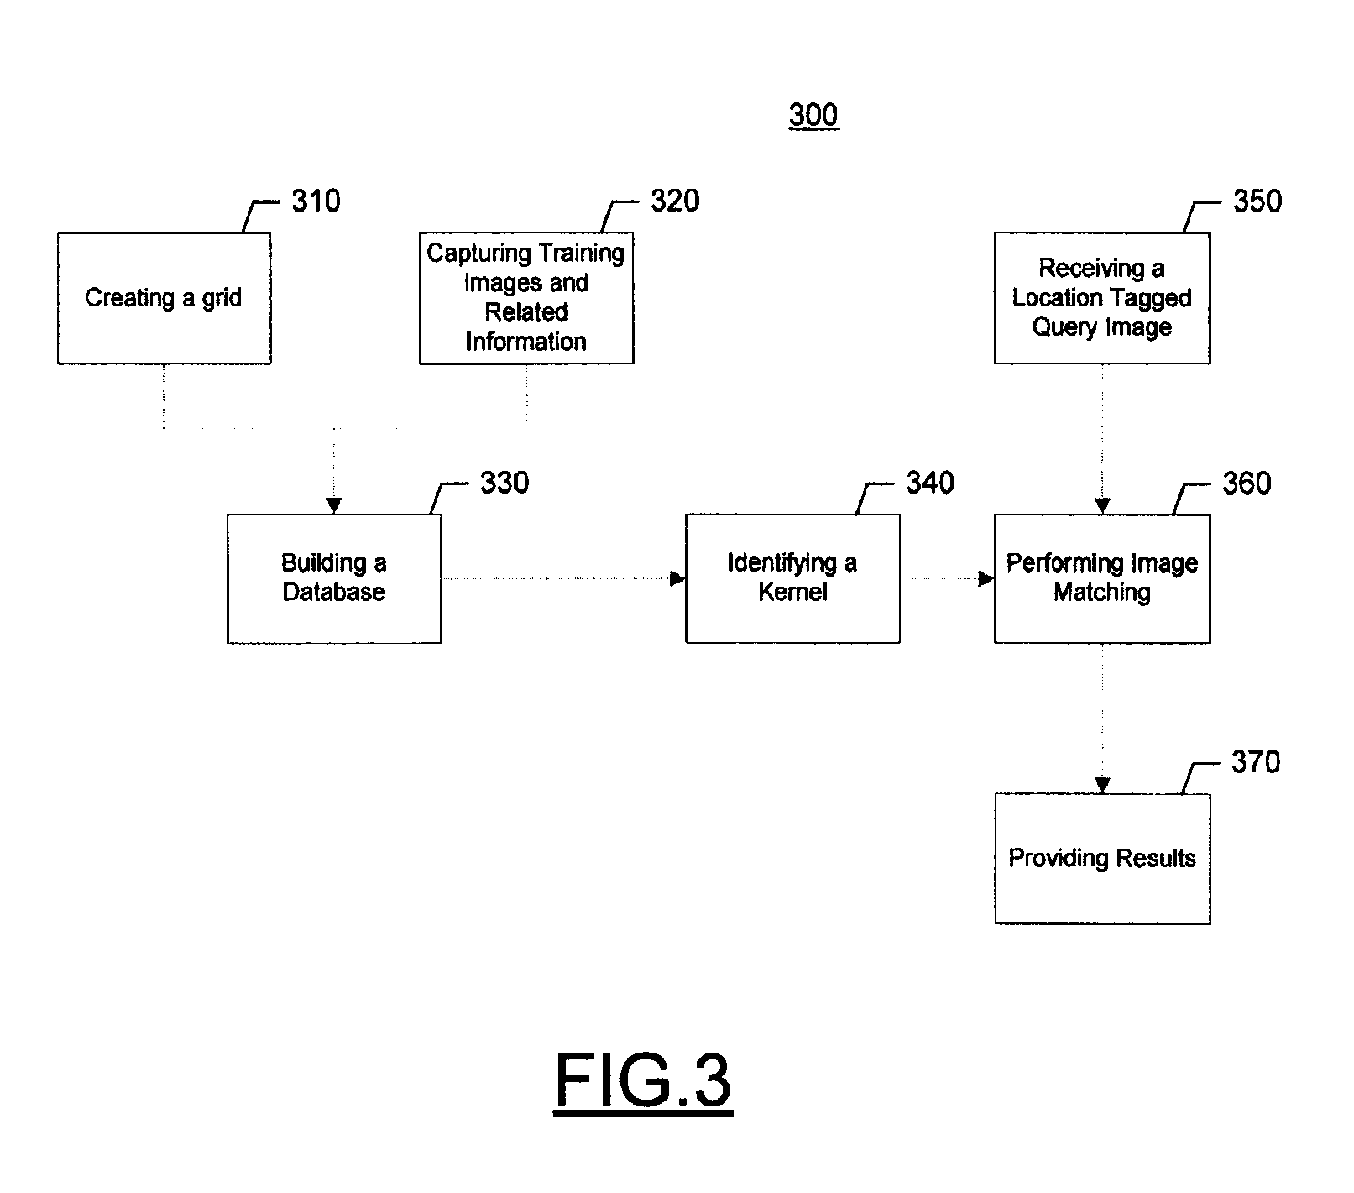 300
310
320
350
Creating a grid
Capturing Training
Images and
Related
Information
Receiving a
Location Tagged
Query Image
330
340
360
Building a
Database
Identifying a
Kernel
Performing Image
Matching
370
Providing Results
FIG.3